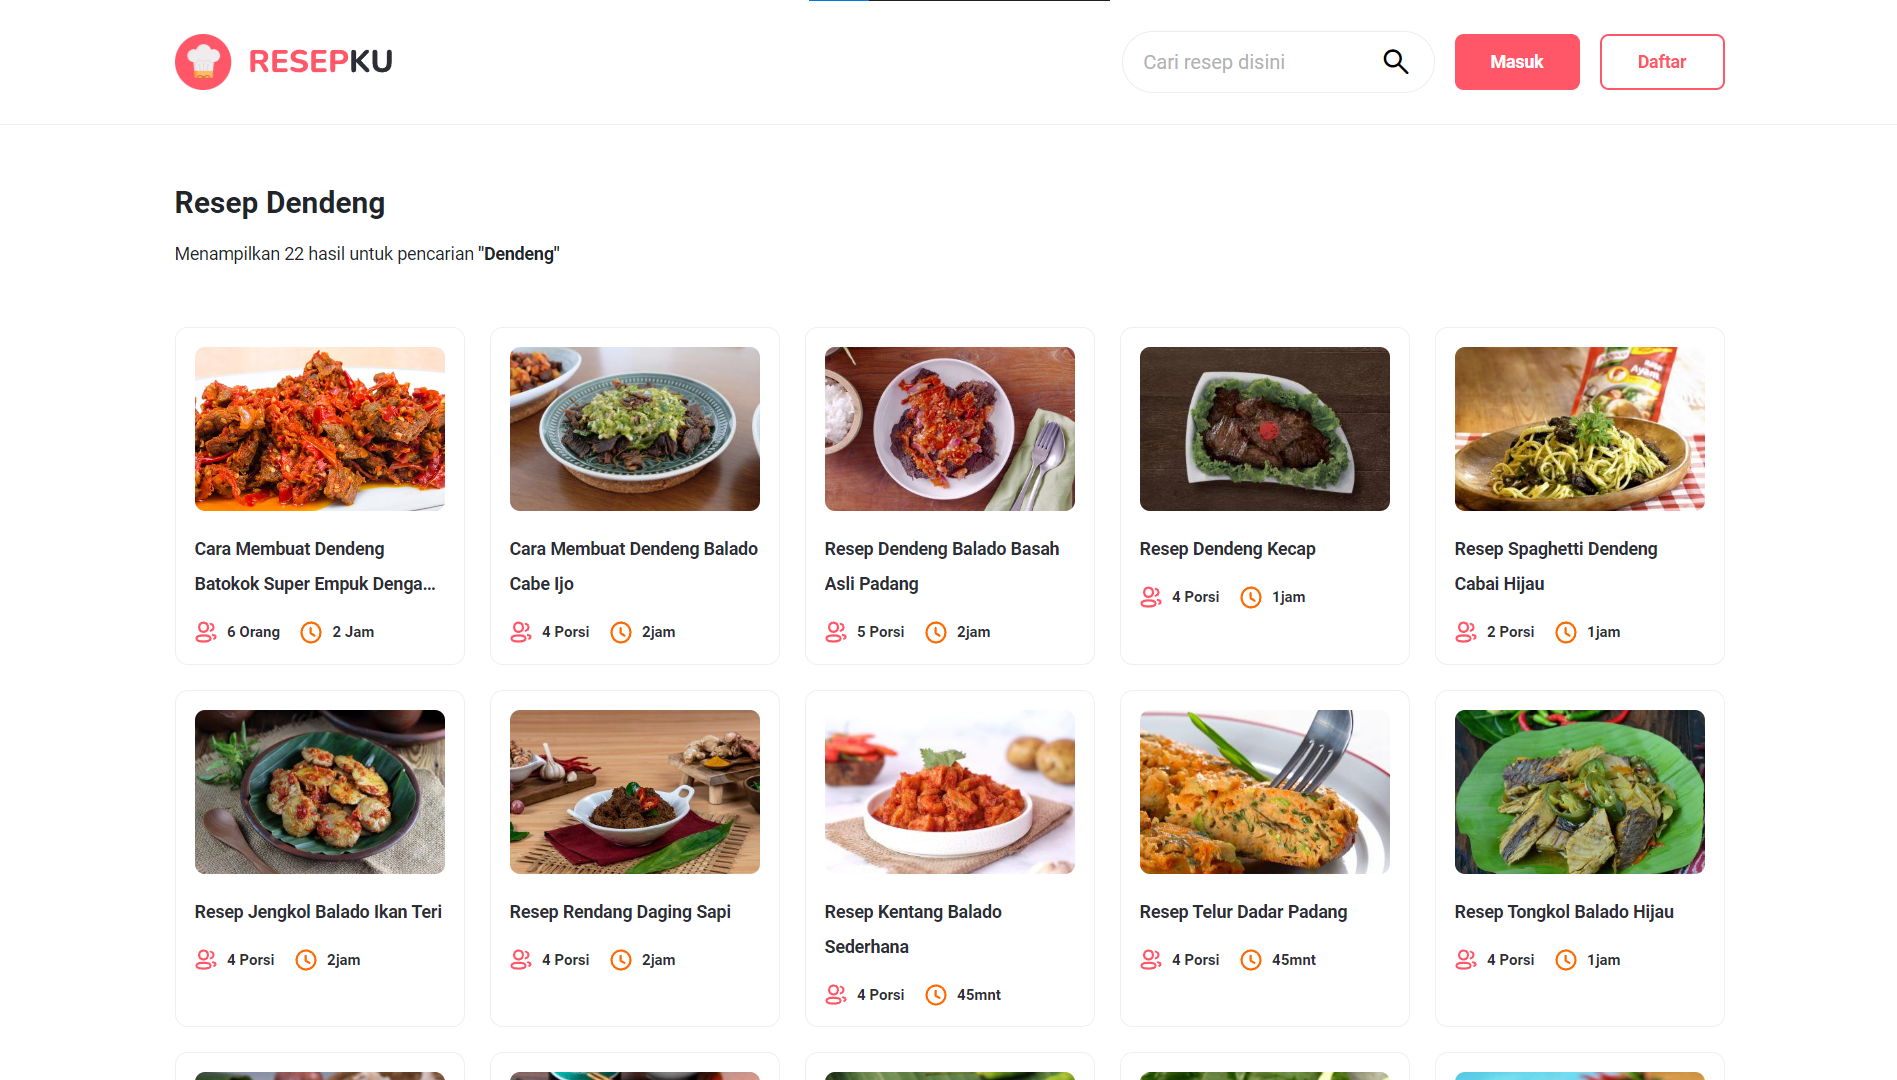 RESEPKU
Cari resep disini
Masuk
Daftar
Resep Dendeng
Menampilkan 22 hasil untuk pencarian "Dendeng"
Cara Membuat Dendeng
Batokok Super Empuk Denga...
6 Orang 2 Jam
Cara Membuat Dendeng Balado
Cabe Ijo
4 Porsi 2jam
Resep Dendeng Balado Basah
Asli Padang
5 Porsi 2jam
Resep Dendeng Kecap
4 Porsi 1jam
Ayam
Resep Spaghetti Dendeng
Cabai Hijau
2 Porsi 1jam
Resep Jengkol Balado Ikan Teri
4 Porsi 2jam
Resep Rendang Daging Sapi
4 Porsi 2jam
Resep Kentang Balado
Sederhana
4 Porsi 45mnt
Resep Telur Dadar Padang
4 Porsi 45mnt
Resep Tongkol Balado Hijau
4 Porsi 1jam